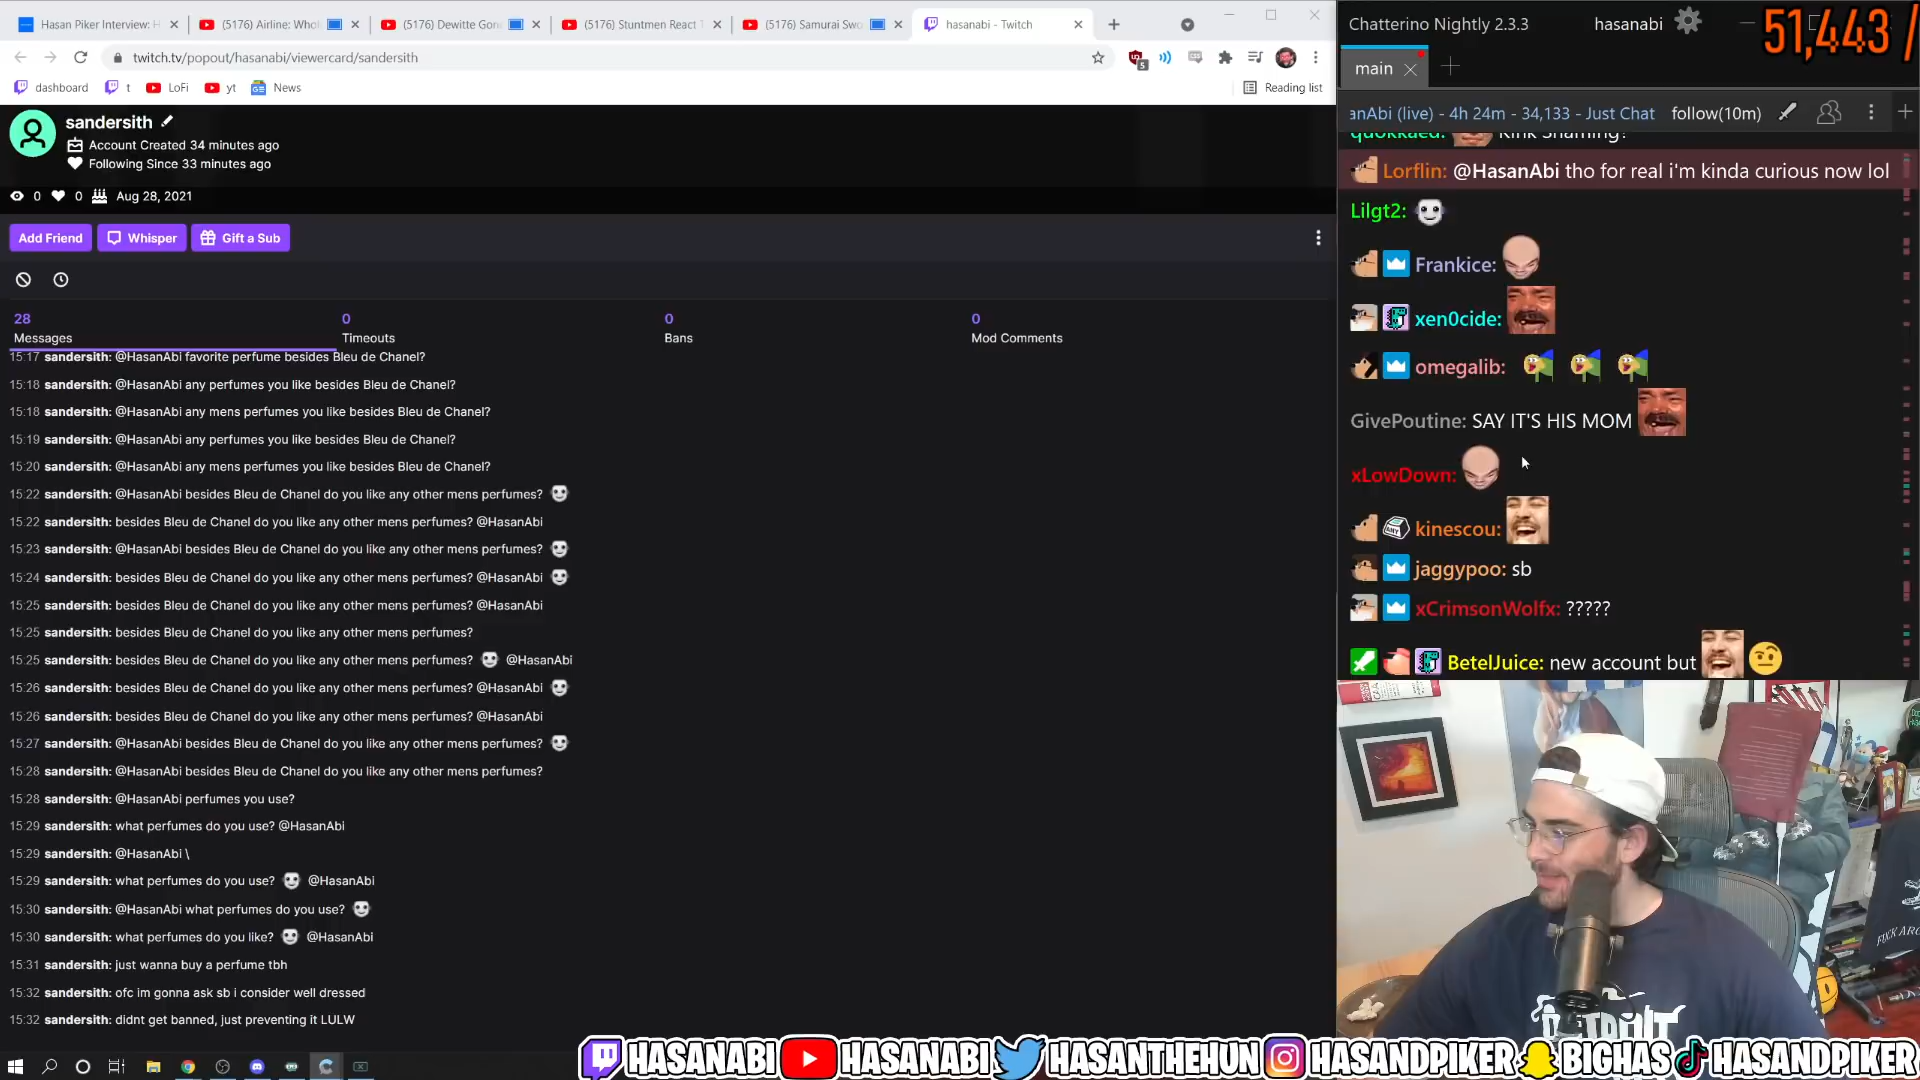 Hasan Piker Interview: H
(5176) Airline: Whol
(5176) Dewitte Gon
(5176) Stuntmen React
(5176) Samurai Swo
hasanabi - Twitch
twitch.tv/popout/hasanabi/viewercard/sandersith
dashboard
t
LoFi
yt
News
Reading list
sandersith
Account Created 34 minutes ago
Following Since 33 minutes ago
0 0 Aug 28, 2021
Add Friend
Whisper
Gift a Sub
28
Messages
0
Timeouts
0
Bans
0
Mod Comments
15:17 sandersith: @HasanAbi favorite perfume besides Bleu de Chanel?
15:18 sandersith: @HasanAbi any perfumes you like besides Bleu de Chanel?
15:18 sandersith: @HasanAbi any mens perfumes you like besides Bleu de Chanel?
15:19 sandersith: @HasanAbi any perfumes you like besides Bleu de Chanel?
15:20 sandersith: @HasanAbi any mens perfumes you like besides Bleu de Chanel?
15:22 sandersith: @HasanAbi besides Bleu de Chanel do you like any other mens perfumes?
15:22 sandersith: besides Bleu de Chanel do you like any other mens perfumes? @HasanAbi
15:23 sandersith: @HasanAbi besides Bleu de Chanel do you like any other mens perfumes?
15:24 sandersith: besides Bleu de Chanel do you like any other mens perfumes? @HasanAbi
15:25 sandersith: besides Bleu de Chanel do you like any other mens perfumes? @HasanAbi
15:25 sandersith: besides Bleu de Chanel do you like any other mens perfumes?
15:25 sandersith: besides Bleu de Chanel do you like any other mens perfumes? @HasanAbi
15:26 sandersith: besides Bleu de Chanel do you like any other mens perfumes? @HasanAbi
15:26 sandersith: besides Bleu de Chanel do you like any other mens perfumes? @HasanAbi
15:27 sandersith: @HasanAbi besides Bleu de Chanel do you like any other mens perfumes?
15:28 sandersith: @HasanAbi besides Bleu de Chanel do you like any other mens perfumes?
15:28 sandersith: @HasanAbi perfumes you use?
15:29 sandersith: what perfumes do you use? @HasanAbi
15:29 sandersith: @HasanAbi \
15:29 sandersith: what perfumes do you use? @HasanAbi
15:30 sandersith: @HasanAbi what perfumes do you use?
15:30 sandersith: what perfumes do you like? @HasanAbi
15:31 sandersith: just wanna buy a perfume tbh
15:32 sandersith: ofc im gonna ask sb i consider well dressed
15:32 sandersith: didnt get banned, just preventing it LULW
Chatterino Nightly 2.3.3
hasanabi
51,443 /
main
anAbi (live) - 4h 24m - 34,133 - Just Chat
follow(10m)
quokkaed: Kink Shaming?
Lorflin: @HasanAbi tho for real i'm kinda curious now lol
Lilgt2:
Frankice:
xen0cide:
omegalib:
GivePoutine: SAY IT'S HIS MOM
xLowDown:
kinescou:
jaggypoo: sb
xCrimsonWolfx: ?????
BetelJuice: new account but
DETROIT
HASANABI
HASANABI
HASANTHEHUN
HASANDPIKER
BIGHAS
HASANDPIKER